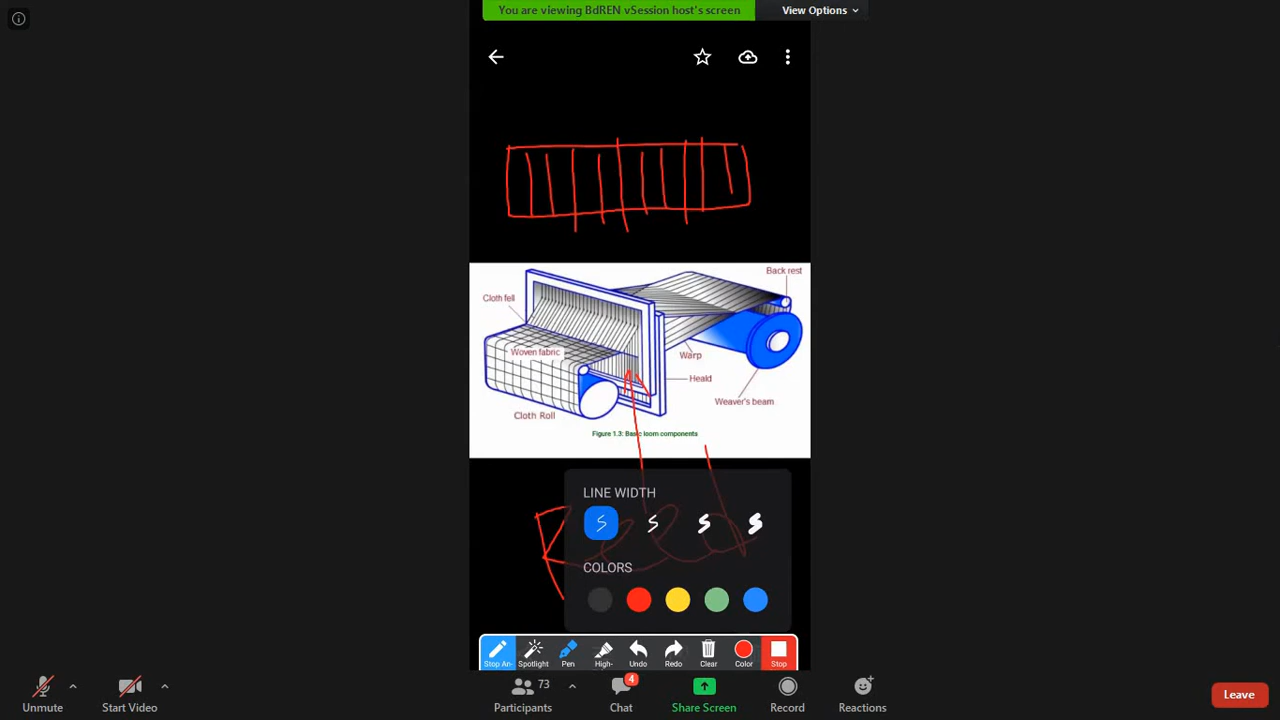 You are viewing BdREN vSession host's screen
View Options
Back rest
Cloth fell
Woven fabric
Warp
Heald
Weaver's beam
Cloth Roll
Figure 1.3: Basic loom components
LINE WIDTH
Reed
COLORS
Stop An-
Spotlight
Pen
High-
Undo
Redo
Clear
Color
Stop
Unmute
Start Video
73
Participants
4
Chat
Share Screen
Record
Reactions
Leave